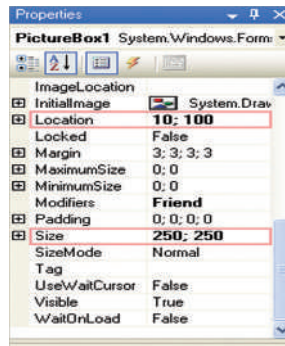 Properties
PictureBox1 System.Windows.Form:
ImageLocation
InitialImage System.Draw
Location 10; 100
Locked False
Margin 3; 3; 3; 3
MaximumSize 0; 0
MinimumSize 0; 0
Modifiers Friend
Padding 0; 0; 0; 0
Size 250; 250
SizeMode Normal
Tag
UseWaitCursor False
Visible True
WaitOnLoad False